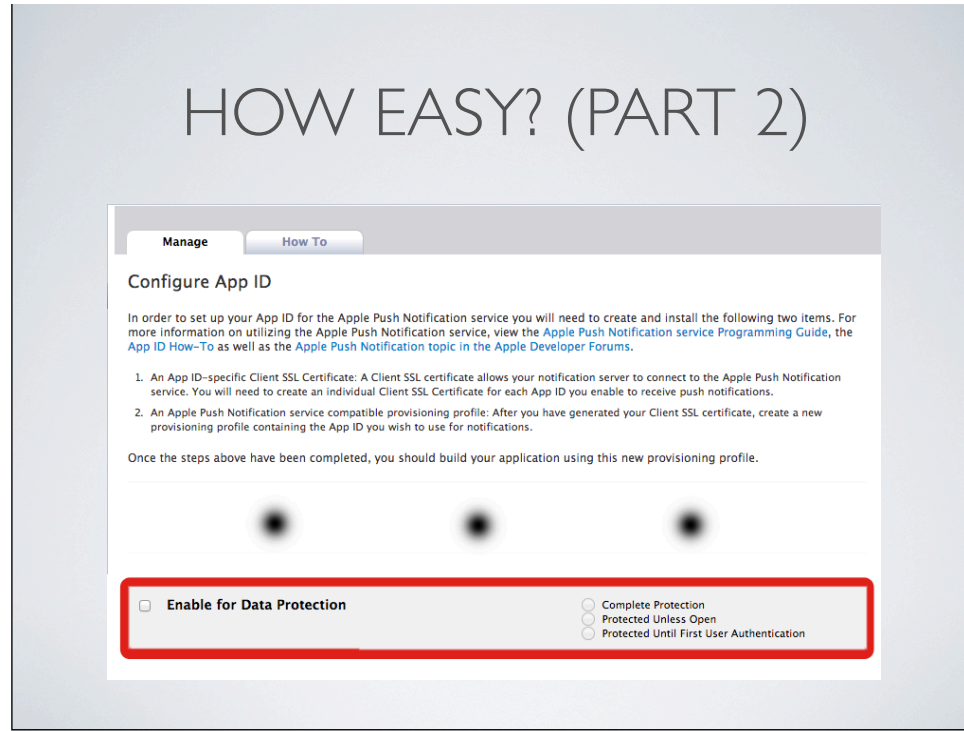 HOW EASY? (PART 2)
Manage
How To
Configure App ID
In order to set up your App ID for the Apple Push Notification service you will need to create and install the following two items. For
more information on utilizing the Apple Push Notification service, view the Apple Push Notification service Programming Guide, the
App ID How-To as well as the Apple Push Notification topic in the Apple Developer Forums.
1. An App ID-specific Client SSL Certificate: A Client SSL certificate allows your notification server to connect to the Apple Push Notification
service. You will need to create an individual Client SSL Certificate for each App ID you enable to receive push notifications.
2. An Apple Push Notification service compatible provisioning profile: After you have generated your Client SSL certificate, create a new
provisioning profile containing the App ID you wish to use for notifications.
Once the steps above have been completed, you should build your application using this new provisioning profile.
Enable for Data Protection
Complete Protection
Protected Unless Open
Protected Until First User Authentication